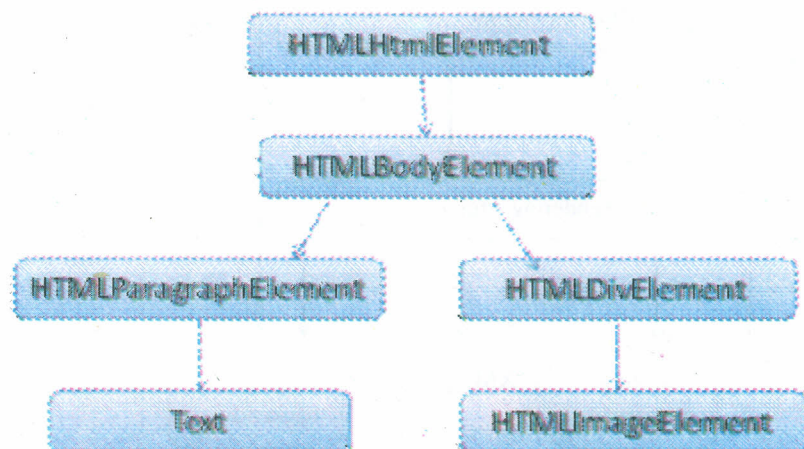 HTMLHtmlElement
HTMLBodyElement
HTMLParagraphElement
HTMLDivElement
Text
HTMLImageElement